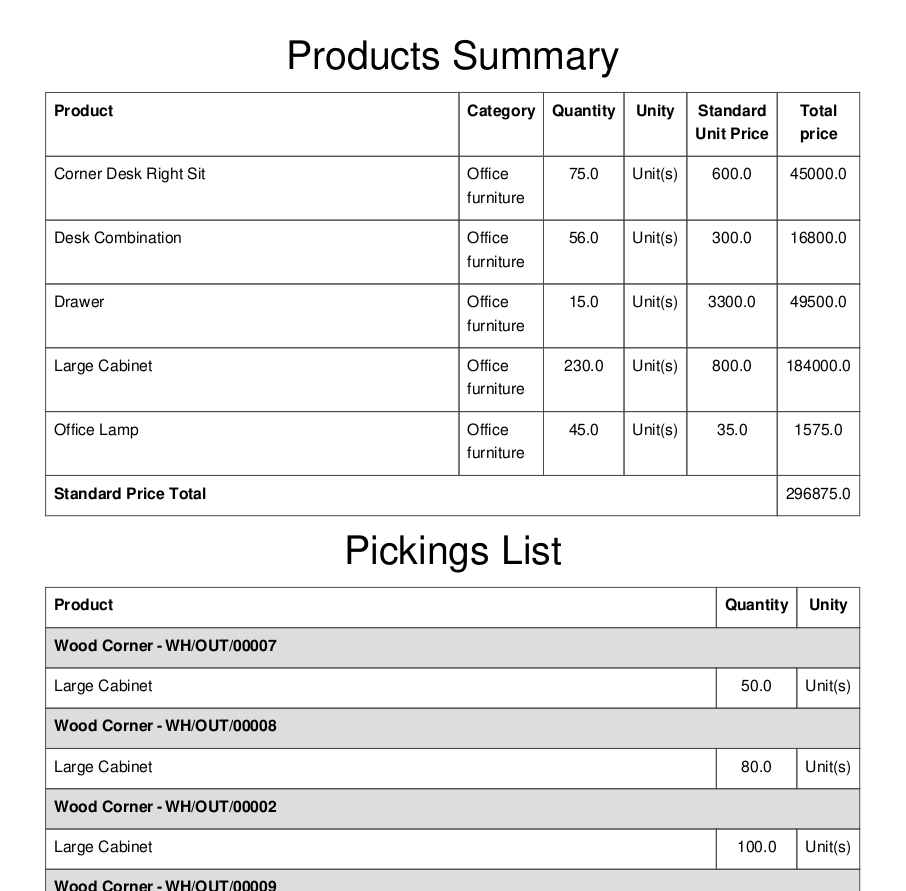 Products Summary
Product Category Quantity Unity Standard Total
Unit Price price
Corner Desk Right Sit Office 75.0 Unit(s) 600.0 45000.0
furniture
Desk Combination Office 56.0 Unit(s) 300.0 16800.0
furniture
Drawer Office 15.0 Unit(s) 3300.0 49500.0
furniture
Large Cabinet Office 230.0 Unit(s) 800.0 184000.0
furniture
Office Lamp Office 45.0 Unit(s) 35.0 1575.0
furniture
Standard Price Total 296875.0
Pickings List
Product Quantity Unity
Wood Corner - WH/OUT/00007
Large Cabinet 50.0 Unit(s)
Wood Corner - WH/OUT/00008
Large Cabinet 80.0 Unit(s)
Wood Corner - WH/OUT/00002
Large Cabinet 100.0 Unit(s)
Wood Corner - WH/OUT/00009